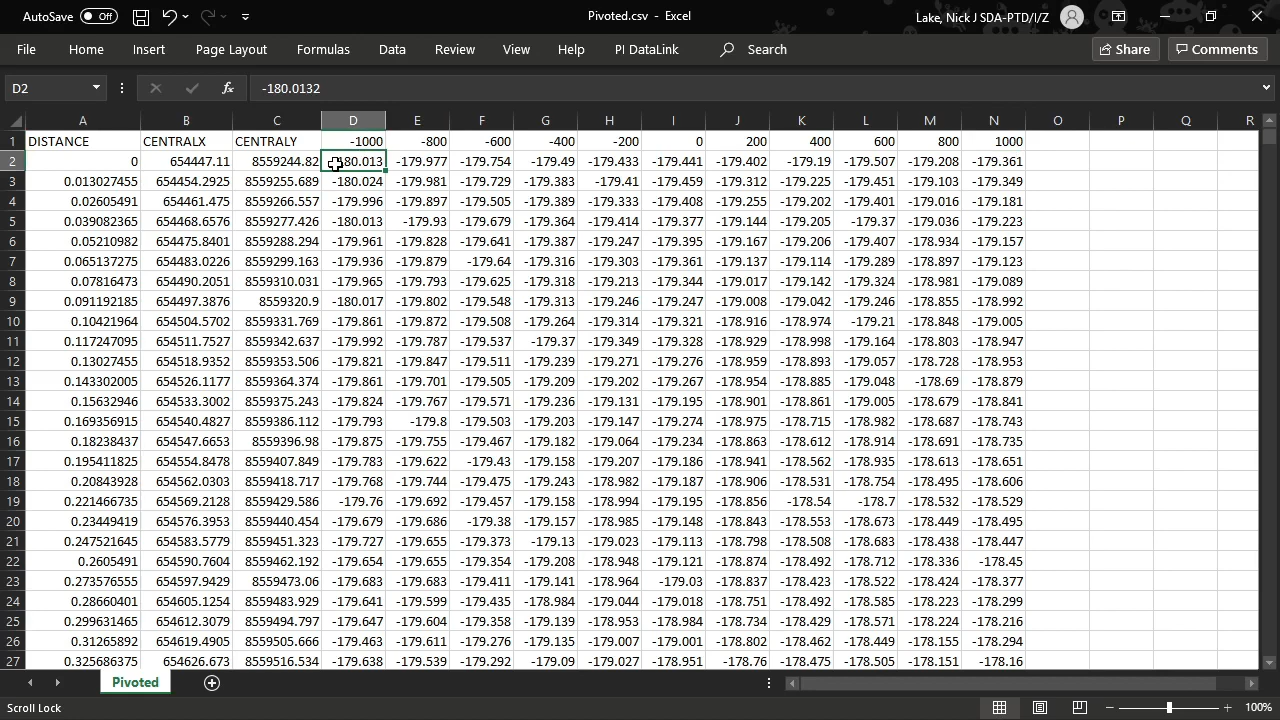 AutoSave Off Pivoted.csv - Excel Lake, Nick J SDA-PTD/I/Z
File Home Insert Page Layout Formulas Data Review View Help PI DataLink Search Share Comments
D2 fx -180.0132
A B C D E F G H I J K L M N O P Q R
1 DISTANCE CENTRALX CENTRALY -1000 -800 -600 -400 -200 0 200 400 600 800 1000
2 0 654447.11 8559244.82 -180.013 -179.977 -179.754 -179.49 -179.433 -179.441 -179.402 -179.19 -179.507 -179.208 -179.361
3 0.013027455 654454.2925 8559255.689 -180.024 -179.981 -179.729 -179.383 -179.41 -179.459 -179.312 -179.225 -179.451 -179.103 -179.349
4 0.02605491 654461.475 8559266.557 -179.996 -179.897 -179.505 -179.389 -179.333 -179.408 -179.255 -179.202 -179.401 -179.016 -179.181
5 0.039082365 654468.6576 8559277.426 -180.013 -179.93 -179.679 -179.364 -179.414 -179.377 -179.144 -179.205 -179.37 -179.036 -179.223
6 0.05210982 654475.8401 8559288.294 -179.961 -179.828 -179.641 -179.387 -179.247 -179.395 -179.167 -179.206 -179.407 -178.934 -179.157
7 0.065137275 654483.0226 8559299.163 -179.936 -179.879 -179.64 -179.316 -179.303 -179.361 -179.137 -179.114 -179.289 -178.897 -179.123
8 0.07816473 654490.2051 8559310.031 -179.965 -179.793 -179.625 -179.318 -179.213 -179.344 -179.017 -179.142 -179.324 -178.981 -179.089
9 0.091192185 654497.3876 8559320.9 -180.017 -179.802 -179.548 -179.313 -179.246 -179.247 -179.008 -179.042 -179.246 -178.855 -178.992
10 0.10421964 654504.5702 8559331.769 -179.861 -179.872 -179.508 -179.264 -179.314 -179.321 -178.916 -178.974 -179.21 -178.848 -179.005
11 0.117247095 654511.7527 8559342.637 -179.992 -179.787 -179.537 -179.37 -179.349 -179.328 -178.929 -178.998 -179.164 -178.803 -178.947
12 0.13027455 654518.9352 8559353.506 -179.821 -179.847 -179.511 -179.239 -179.271 -179.276 -178.959 -178.893 -179.057 -178.728 -178.953
13 0.143302005 654526.1177 8559364.374 -179.861 -179.701 -179.505 -179.209 -179.202 -179.267 -178.954 -178.885 -179.048 -178.69 -178.879
14 0.15632946 654533.3002 8559375.243 -179.824 -179.767 -179.571 -179.236 -179.131 -179.195 -178.901 -178.861 -179.005 -178.679 -178.841
15 0.169356915 654540.4827 8559386.112 -179.793 -179.8 -179.503 -179.203 -179.147 -179.274 -178.975 -178.715 -178.982 -178.687 -178.743
16 0.18238437 654547.6653 8559396.98 -179.875 -179.755 -179.467 -179.182 -179.064 -179.234 -178.863 -178.612 -178.914 -178.691 -178.735
17 0.195411825 654554.8478 8559407.849 -179.783 -179.622 -179.43 -179.158 -179.207 -179.186 -178.941 -178.562 -178.935 -178.613 -178.651
18 0.20843928 654562.0303 8559418.717 -179.768 -179.744 -179.475 -179.243 -178.982 -179.187 -178.906 -178.531 -178.754 -178.495 -178.606
19 0.221466735 654569.2128 8559429.586 -179.76 -179.692 -179.457 -179.158 -178.994 -179.195 -178.856 -178.54 -178.7 -178.532 -178.529
20 0.23449419 654576.3953 8559440.454 -179.679 -179.686 -179.38 -179.157 -178.985 -179.148 -178.843 -178.553 -178.673 -178.449 -178.495
21 0.247521645 654583.5779 8559451.323 -179.727 -179.655 -179.373 -179.13 -179.023 -179.113 -178.798 -178.508 -178.683 -178.438 -178.447
22 0.2605491 654590.7604 8559462.192 -179.654 -179.655 -179.354 -179.208 -178.948 -179.121 -178.874 -178.492 -178.712 -178.336 -178.45
23 0.273576555 654597.9429 8559473.06 -179.683 -179.683 -179.411 -179.141 -178.964 -179.03 -178.837 -178.423 -178.522 -178.424 -178.377
24 0.28660401 654605.1254 8559483.929 -179.641 -179.599 -179.435 -178.984 -179.044 -179.018 -178.751 -178.492 -178.585 -178.223 -178.299
25 0.299631465 654612.3079 8559494.797 -179.647 -179.604 -179.358 -179.139 -178.953 -178.984 -178.734 -178.429 -178.571 -178.224 -178.216
26 0.31265892 654619.4905 8559505.666 -179.463 -179.611 -179.276 -179.135 -179.007 -179.001 -178.802 -178.462 -178.449 -178.155 -178.294
27 0.325686375 654626.673 8559516.534 -179.638 -179.539 -179.292 -179.09 -179.027 -178.951 -178.76 -178.475 -178.505 -178.151 -178.16
Pivoted
Scroll Lock 100%